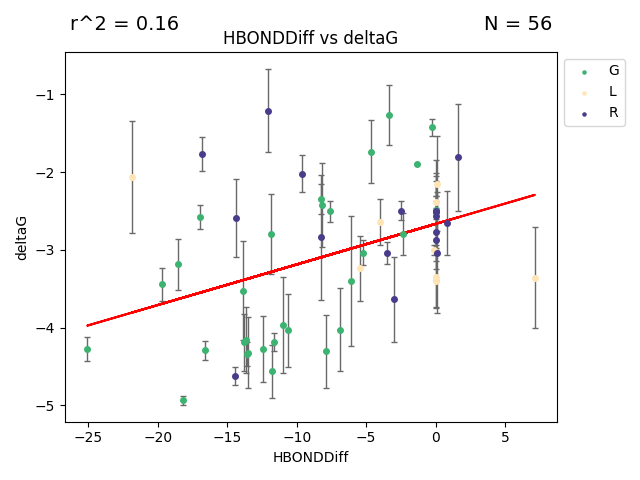 r^2 = 0.16
N = 56
HBONDDiff vs deltaG
G
L
R
deltaG
−1
−2
−3
−4
−5
−25
−20
−15
−10
−5
0
5
HBONDDiff